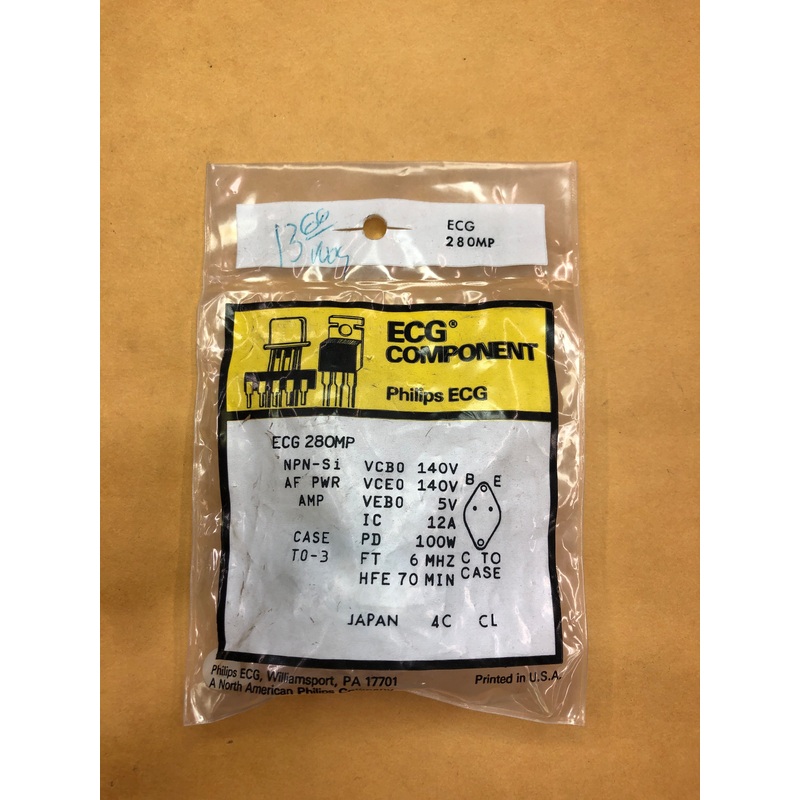 ECG
280MP
ECG®
COMPONENT
Philips ECG
ECG 280MP
NPN-Si VCBO 140V
AF PWR VCEO 140V B E
AMP VEBO 5V
IC 12A
CASE PD 100W
TO-3 FT 6 MHZ C TO
HFE 70 MIN CASE
JAPAN 4C CL
Philips ECG, Williamsport, PA 17701
A North American Philips Company
Printed in U.S.A.